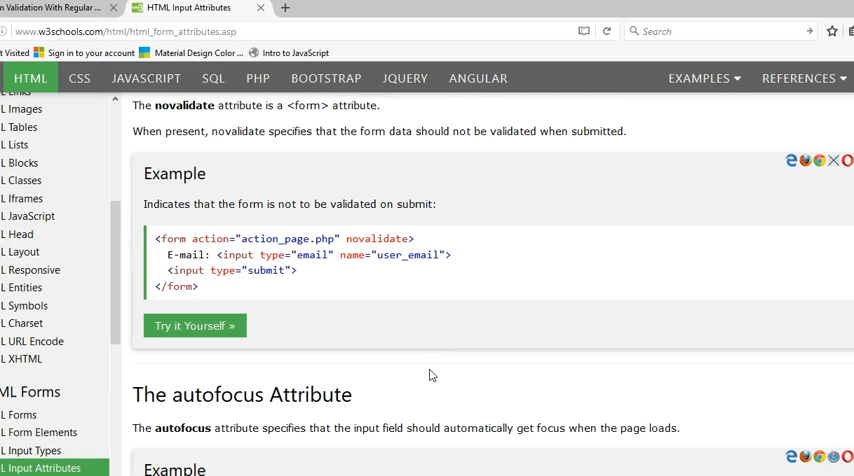 m Validation With Regular ...
HTML Input Attributes
www.w3schools.com/html/html_form_attributes.asp
Search
t Visited
Sign in to your account
Material Design Color ...
Intro to JavaScript
HTML CSS JAVASCRIPT SQL PHP BOOTSTRAP JQUERY ANGULAR EXAMPLES REFERENCES
L Links
L Images
L Tables
L Lists
L Blocks
L Classes
L Iframes
L JavaScript
L Head
L Layout
L Responsive
L Entities
L Symbols
L Charset
L URL Encode
L XHTML
ML Forms
L Forms
L Form Elements
L Input Types
L Input Attributes
The novalidate attribute is a <form> attribute.
When present, novalidate specifies that the form data should not be validated when submitted.
Example
Indicates that the form is not to be validated on submit:
<form action="action_page.php" novalidate>
E-mail: <input type="email" name="user_email">
<input type="submit">
</form>
Try it Yourself »
The autofocus Attribute
The autofocus attribute specifies that the input field should automatically get focus when the page loads.
Example